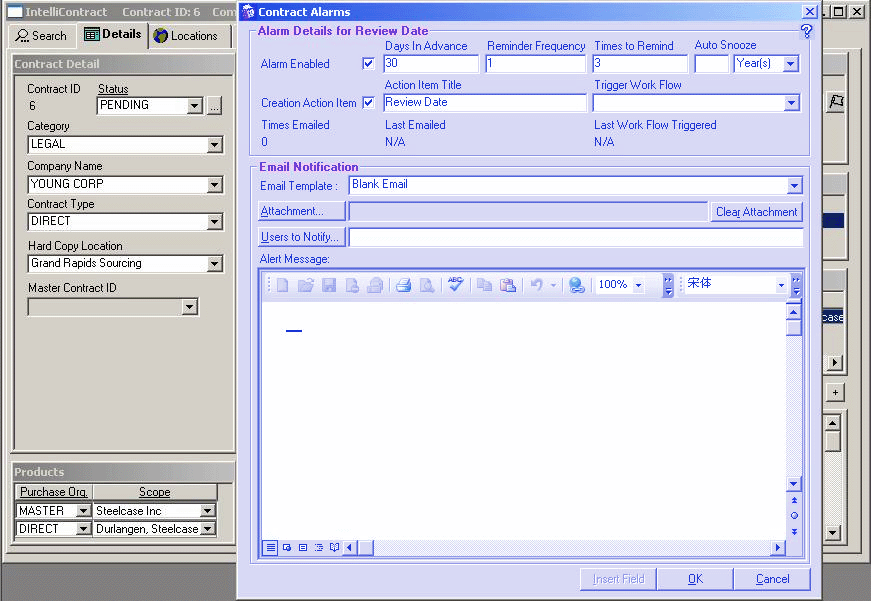 IntelliContract Contract ID: 6 Com
Search Details Locations
Contract Detail
Contract ID Status
6 PENDING ...
Category
LEGAL
Company Name
YOUNG CORP
Contract Type
DIRECT
Hard Copy Location
Grand Rapids Sourcing
Master Contract ID
Products
Purchase Org. Scope
MASTER Steelcase Inc
DIRECT Durlangen, Steelcase
Contract Alarms
Alarm Details for Review Date
Days In Advance Reminder Frequency Times to Remind Auto Snooze
Alarm Enabled 30 1 3 Year(s)
Action Item Title Trigger Work Flow
Creation Action Item Review Date
Times Emailed Last Emailed Last Work Flow Triggered
0 N/A N/A
Email Notification
Email Template : Blank Email
Attachment... Clear Attachment
Users to Notify...
Alert Message:
ABC 100% 宋体
Insert Field OK Cancel
case
+